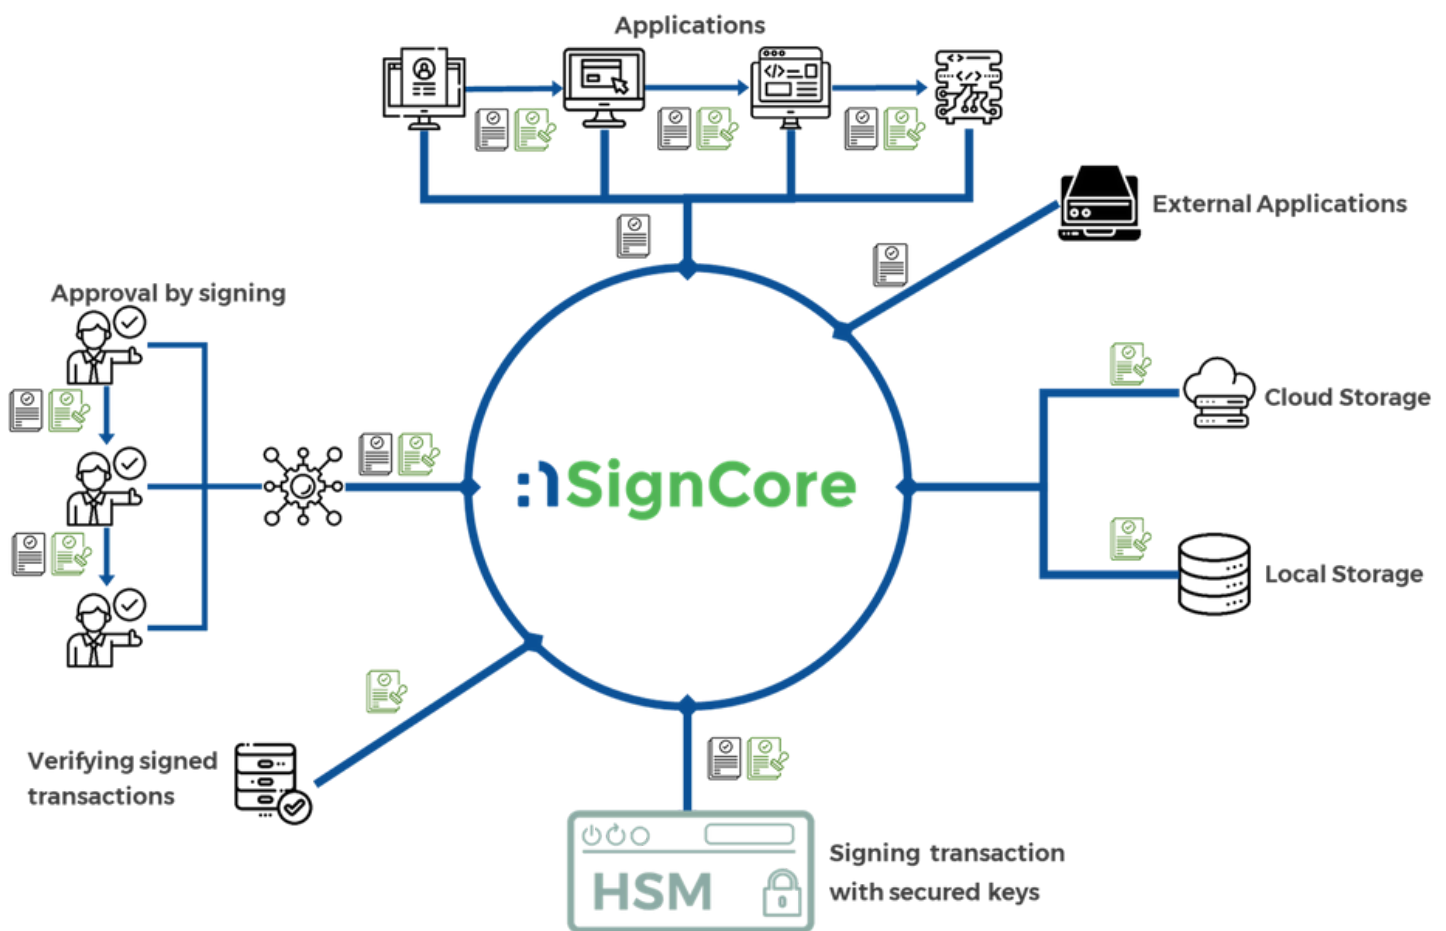 Applications
External Applications
Approval by signing
Cloud Storage
:nSignCore
Local Storage
Verifying signed
transactions
HSM
Signing transaction
with secured keys